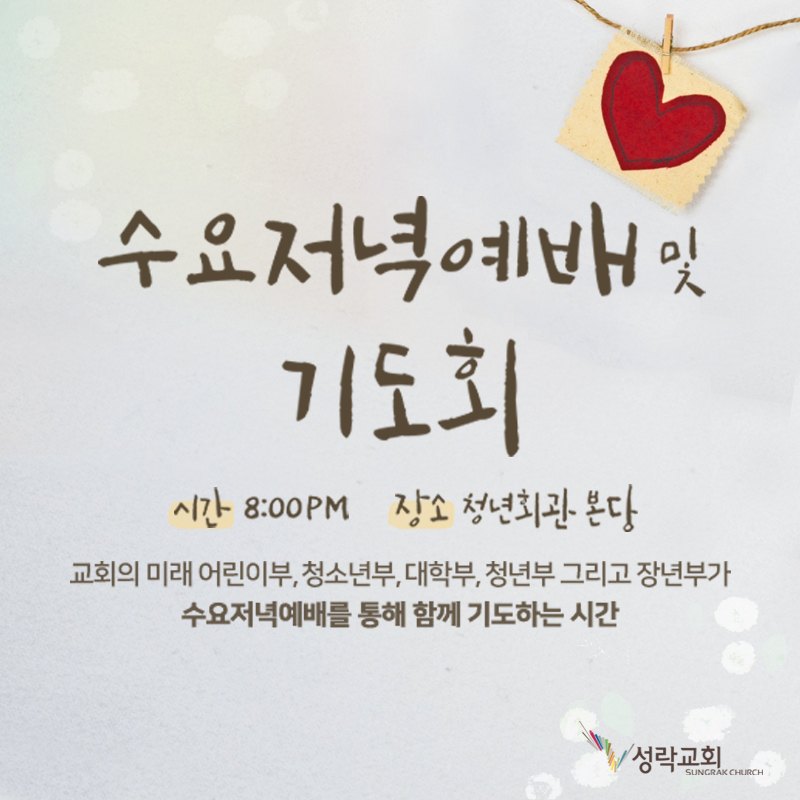 수요저녁예배 및
기도회
시간 8:00PM 장소 청년회관 본당
교회의 미래 어린이부, 청소년부, 대학부, 청년부 그리고 장년부가
수요저녁예배를 통해 함께 기도하는 시간
성락교회
SUNGRAK CHURCH